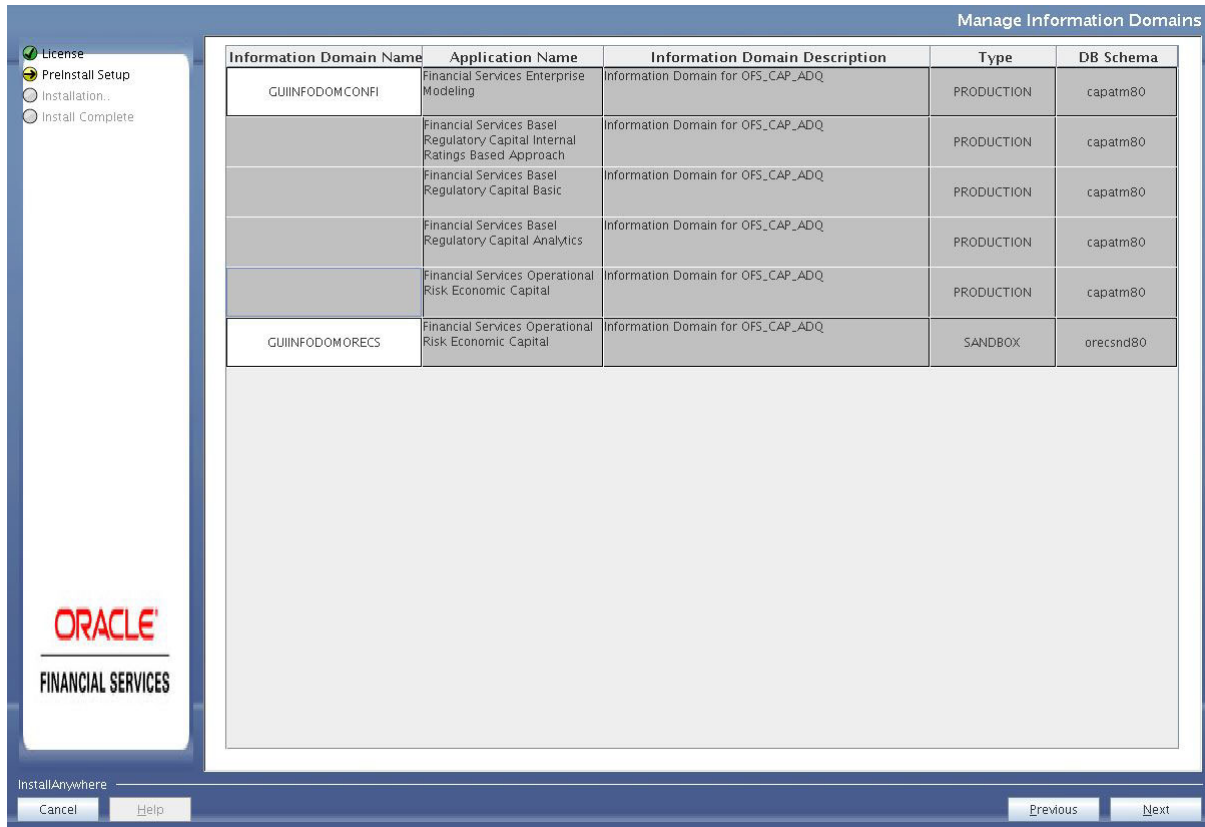 Manage Information Domains
License
PreInstall Setup
Installation..
Install Complete
Information Domain Name Application Name Information Domain Description Type DB Schema
GUIINFODOMCONFI Financial Services Enterprise Modeling Information Domain for OFS_CAP_ADQ PRODUCTION capatm80
Financial Services Basel Regulatory Capital Internal Ratings Based Approach Information Domain for OFS_CAP_ADQ PRODUCTION capatm80
Financial Services Basel Regulatory Capital Basic Information Domain for OFS_CAP_ADQ PRODUCTION capatm80
Financial Services Basel Regulatory Capital Analytics Information Domain for OFS_CAP_ADQ PRODUCTION capatm80
Financial Services Operational Risk Economic Capital Information Domain for OFS_CAP_ADQ PRODUCTION capatm80
GUIINFODOMORECS Financial Services Operational Risk Economic Capital Information Domain for OFS_CAP_ADQ SANDBOX orecsnd80
ORACLE
FINANCIAL SERVICES
InstallAnywhere
Cancel Help Previous Next